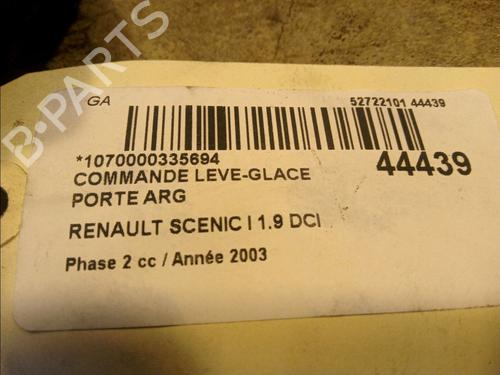 GA
52722101 44439
*1070000335694
44439
COMMANDE LEVE-GLACE
PORTE ARG
RENAULT SCENIC I 1.9 DCI
Phase 2 cc / Année 2003
B-PARTS